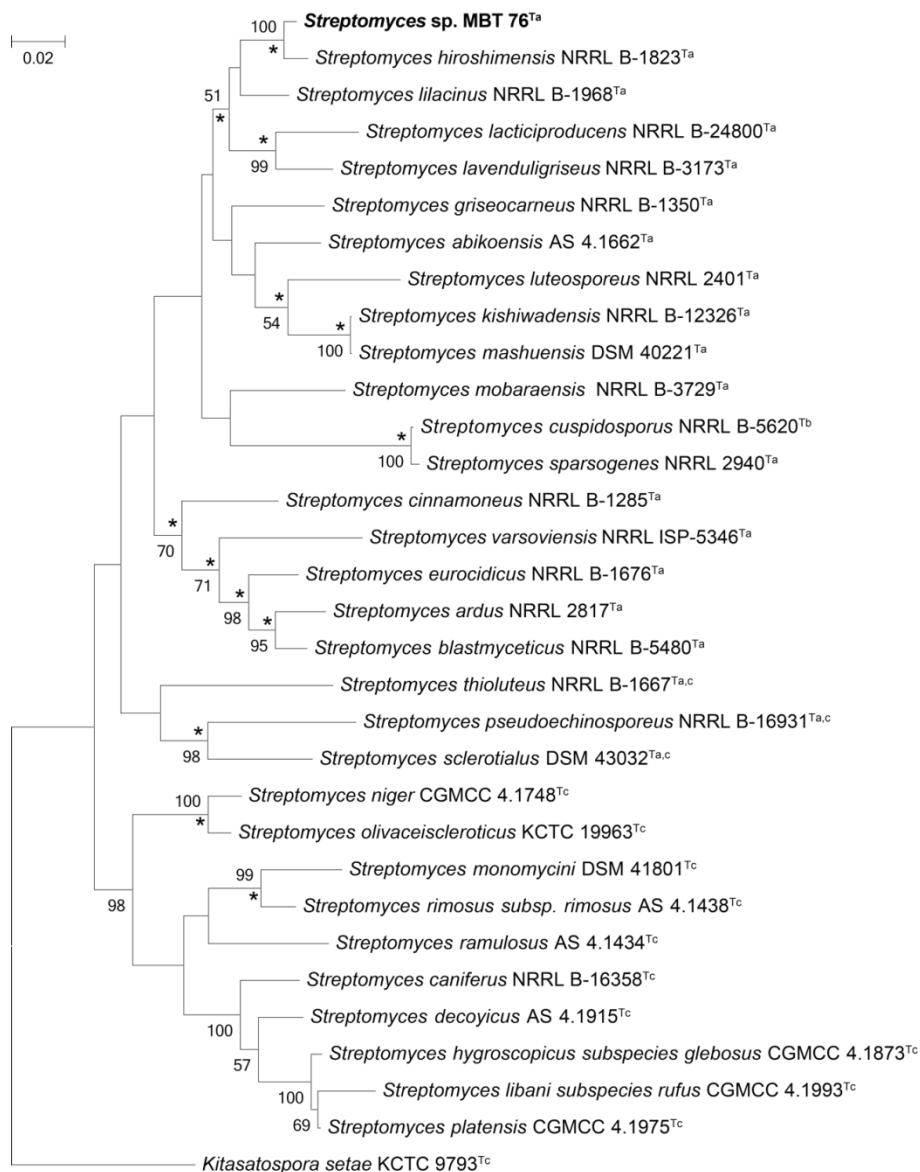 100
Streptomyces sp. MBT 76Ta
*
0.02
Streptomyces hiroshimensis NRRL B-1823Ta
51
Streptomyces lilacinus NRRL B-1968Ta
*
*
Streptomyces lacticiproducens NRRL B-24800Ta
99
Streptomyces lavenduligriseus NRRL B-3173Ta
Streptomyces griseocarneus NRRL B-1350Ta
Streptomyces abikoensis AS 4.1662Ta
Streptomyces luteosporeus NRRL 2401Ta
*
54
*
Streptomyces kishiwadensis NRRL B-12326Ta
100
Streptomyces mashuensis DSM 40221Ta
Streptomyces mobaraensis NRRL B-3729Ta
*
Streptomyces cuspidosporus NRRL B-5620Tb
100
Streptomyces sparsogenes NRRL 2940Ta
Streptomyces cinnamoneus NRRL B-1285Ta
*
70
Streptomyces varsoviensis NRRL ISP-5346Ta
*
71
Streptomyces eurocidicus NRRL B-1676Ta
*
98
*
Streptomyces ardus NRRL 2817Ta
95
Streptomyces blastmyceticus NRRL B-5480Ta
Streptomyces thioluteus NRRL B-1667Ta,c
*
Streptomyces pseudoechinosporeus NRRL B-16931Ta,c
98
Streptomyces sclerotialus DSM 43032Ta,c
100
Streptomyces niger CGMCC 4.1748Tc
*
Streptomyces olivaceiscleroticus KCTC 19963Tc
99
Streptomyces monomycini DSM 41801Tc
98
*
Streptomyces rimosus subsp. rimosus AS 4.1438Tc
Streptomyces ramulosus AS 4.1434Tc
Streptomyces caniferus NRRL B-16358Tc
100
Streptomyces decoyicus AS 4.1915Tc
57
Streptomyces hygroscopicus subspecies glebosus CGMCC 4.1873Tc
100
Streptomyces libani subspecies rufus CGMCC 4.1993Tc
69
Streptomyces platensis CGMCC 4.1975Tc
Kitasatospora setae KCTC 9793Tc